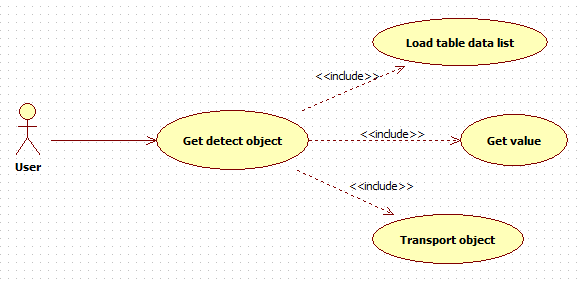 Load table data list
<<include>>
User
Get detect object
<<include>>
Get value
<<include>>
Transport object